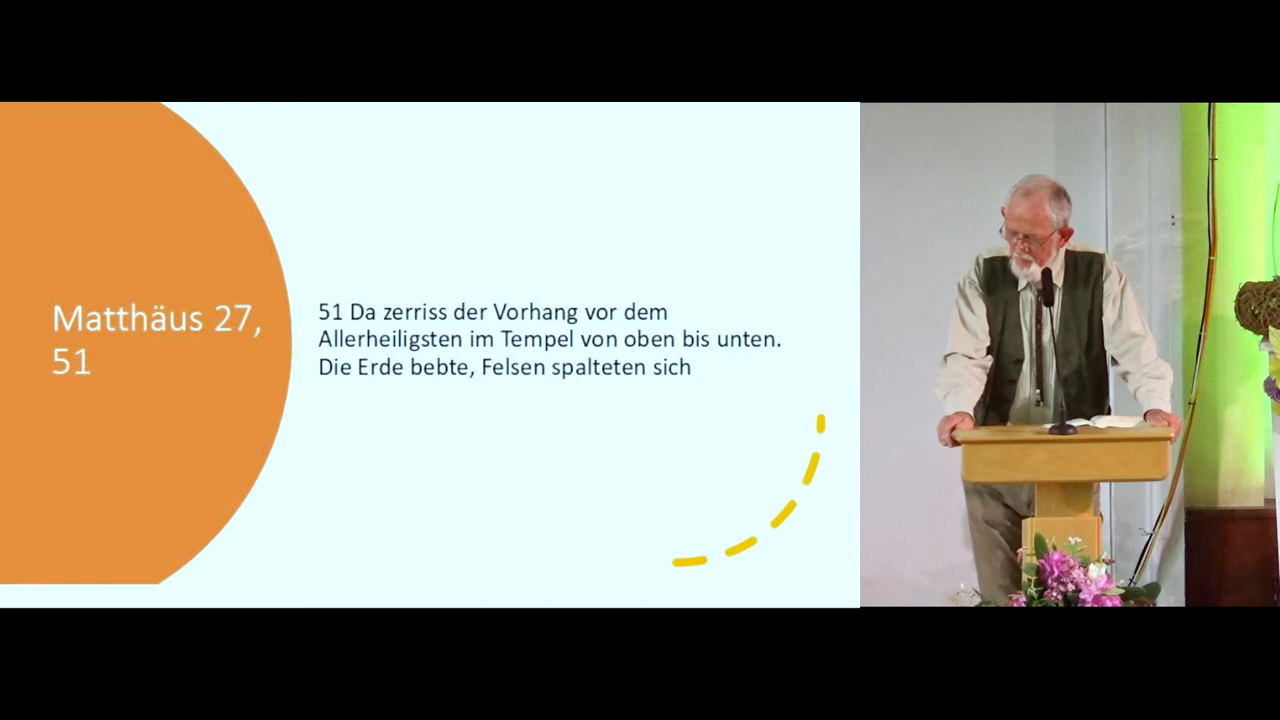 Matthäus 27,
51
51 Da zerriss der Vorhang vor dem
Allerheiligsten im Tempel von oben bis unten.
Die Erde bebte, Felsen spalteten sich